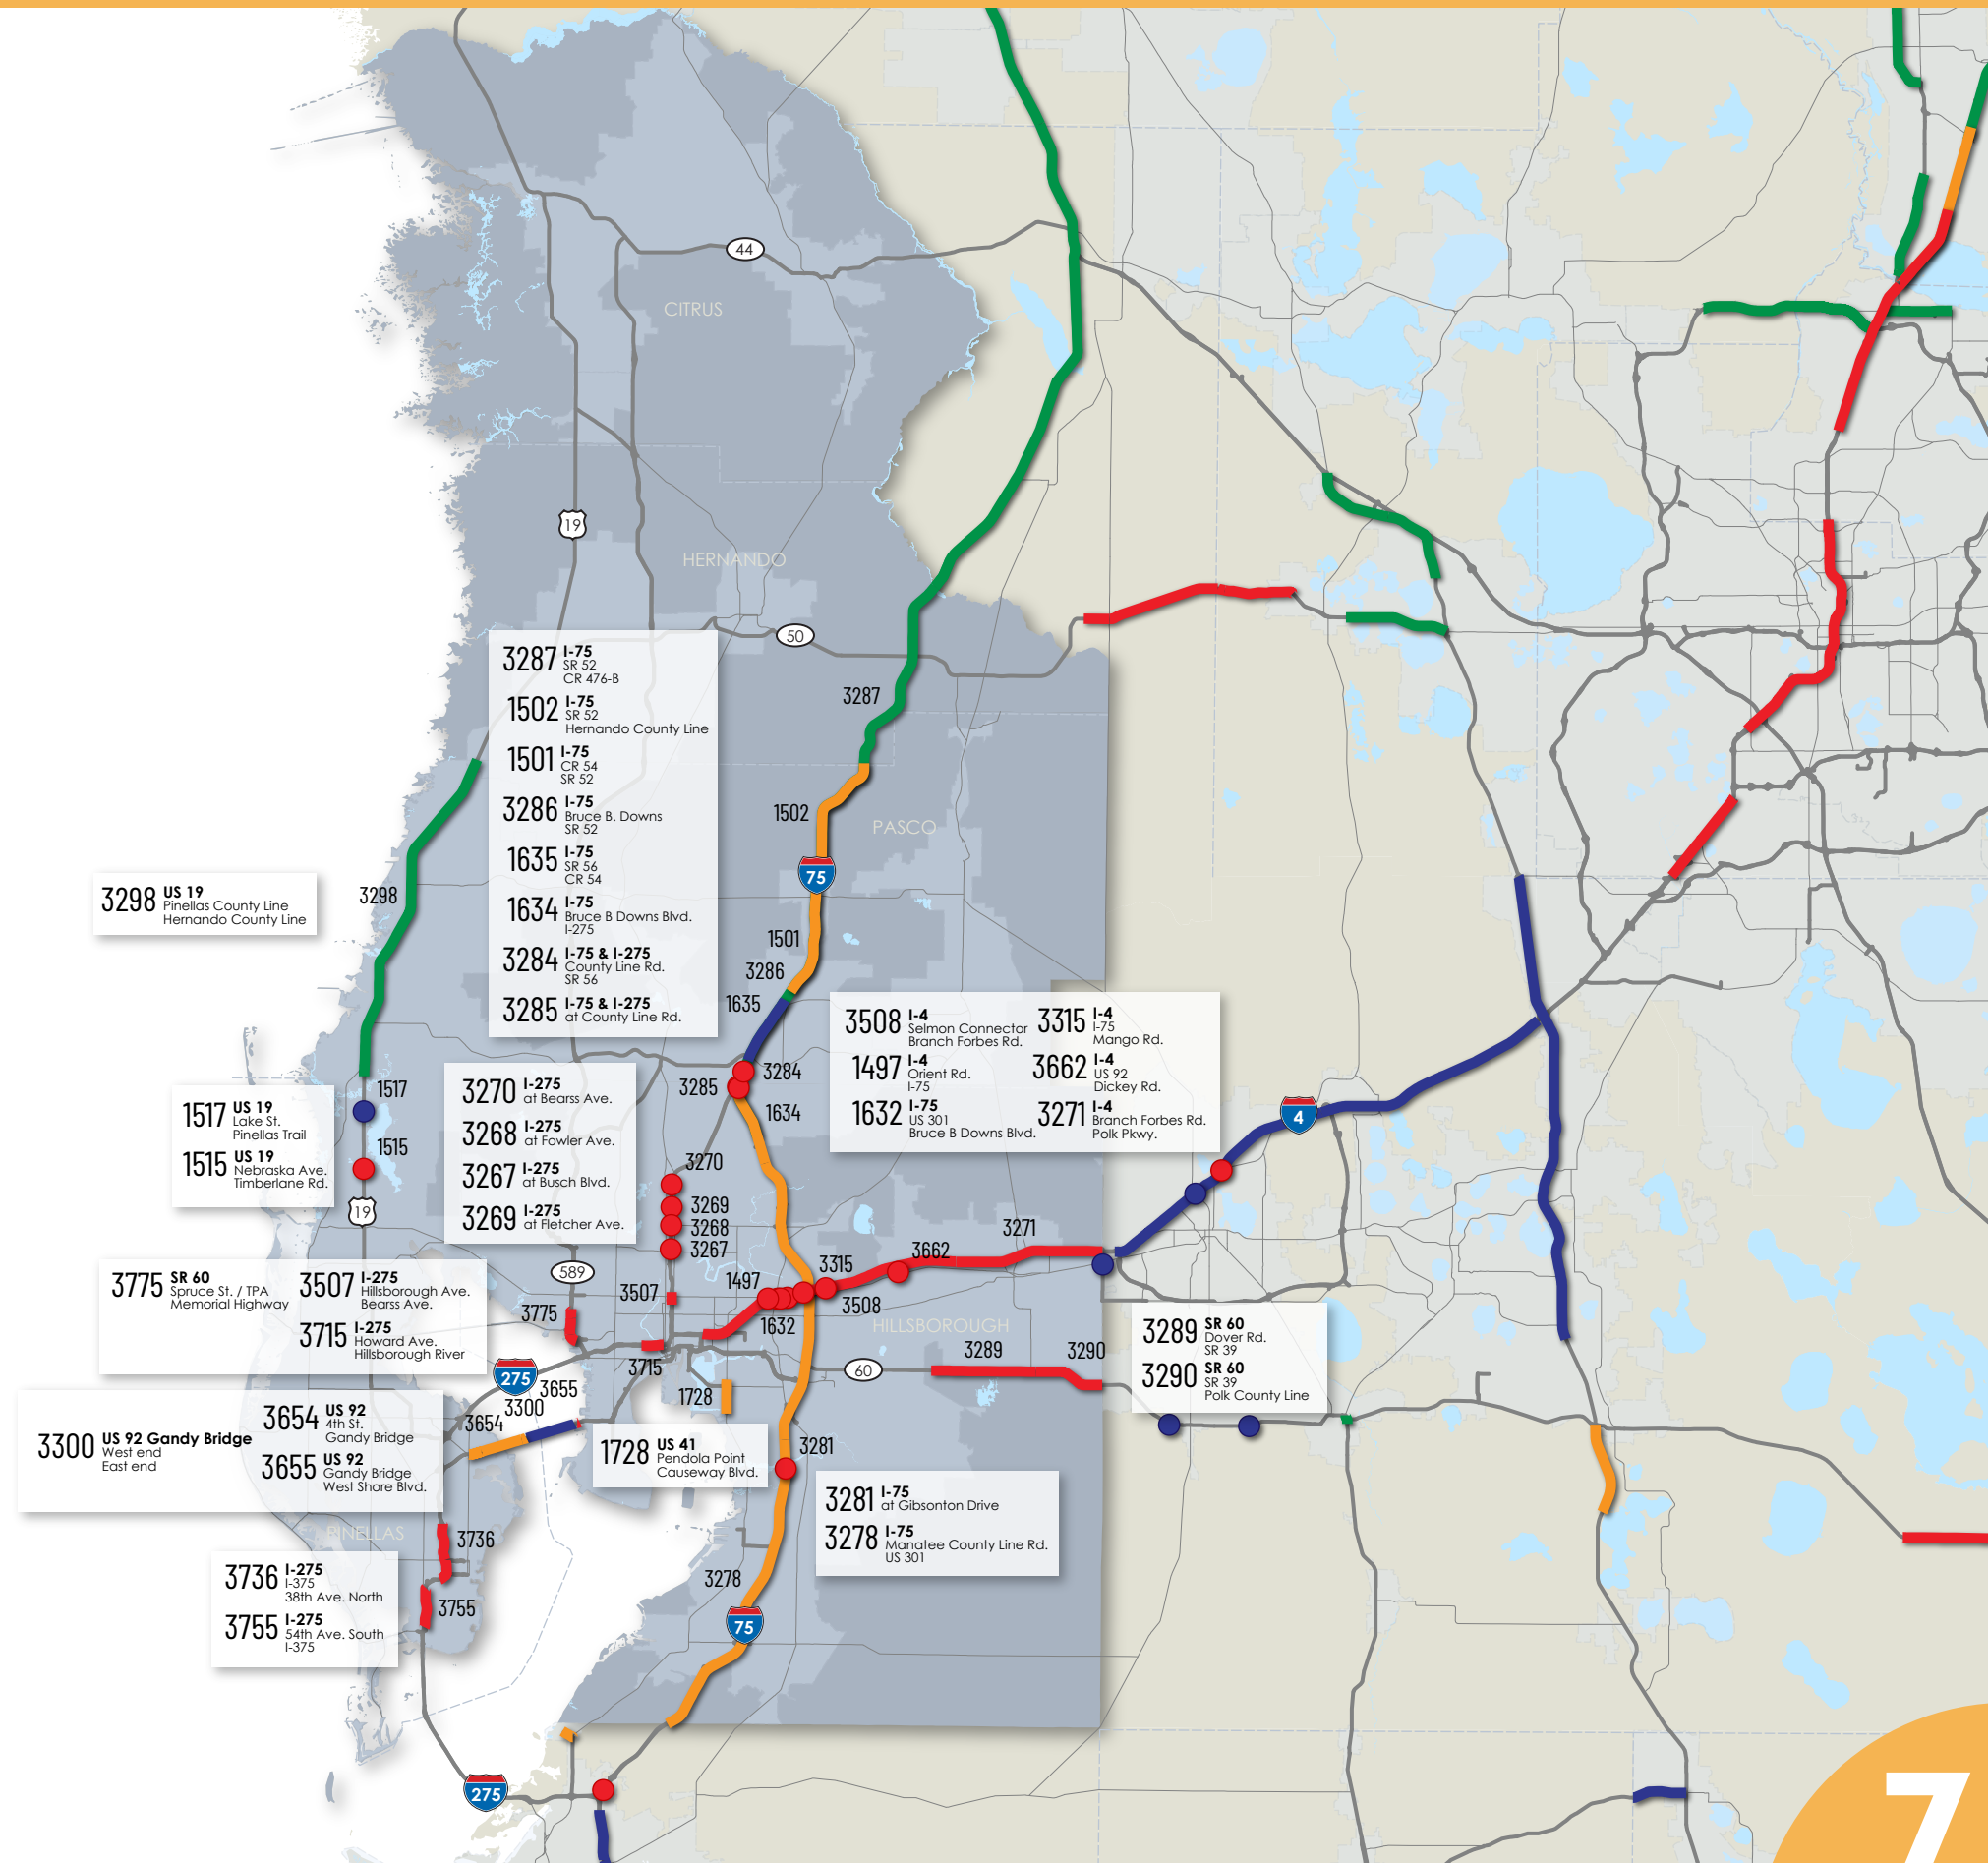 44
CITRUS
19
HERNANDO
50
3287 I-75
SR 52
CR 476-B
1502 I-75
SR 52
Hernando County Line
1501 I-75
CR 54
SR 52
3286 I-75
Bruce B. Downs
SR 52
1635 I-75
SR 56
CR 54
1634 I-75
Bruce B Downs Blvd.
I-275
3284 I-75 & I-275
County Line Rd.
SR 56
3285 I-75 & I-275
at County Line Rd.
3287
1502
PASCO
75
1501
3286
1635
3298 US 19
Pinellas County Line
Hernando County Line
3298
3508 I-4
Selmon Connector
Branch Forbes Rd.
1497 I-4
Orient Rd.
I-75
1632 I-75
US 301
Bruce B Downs Blvd.
3315 I-4
I-75
Mango Rd.
3662 I-4
US 92
Dickey Rd.
3271 I-4
Branch Forbes Rd.
Polk Pkwy.
3284
3285
1634
4
1517
1515
19
1517 US 19
Lake St.
Pinellas Trail
1515 US 19
Nebraska Ave.
Timberlane Rd.
3270 I-275
at Bearss Ave.
3268 I-275
at Fowler Ave.
3267 I-275
at Busch Blvd.
3269 I-275
at Fletcher Ave.
3270
3269
3268
3267
589
3271
3662
3315
3508
1497
1632
3507
3775
3715
HILLSBOROUGH
3775 SR 60
Spruce St. / TPA
Memorial Highway
3507 I-275
Hillsborough Ave.
Bearss Ave.
3715 I-275
Howard Ave.
Hillsborough River
60
3289
3290
3289 SR 60
Dover Rd.
SR 39
3290 SR 60
SR 39
Polk County Line
275
3655
3300
3654
1728
3300 US 92 Gandy Bridge
West end
East end
3654 US 92
4th St.
Gandy Bridge
3655 US 92
Gandy Bridge
West Shore Blvd.
1728 US 41
Pendola Point
Causeway Blvd.
3281
3281 I-75
at Gibsonton Drive
3278 I-75
Manatee County Line Rd.
US 301
PINELLAS
3736
3755
3736 I-275
I-375
38th Ave. North
3755 I-275
54th Ave. South
I-375
3278
75
275
7